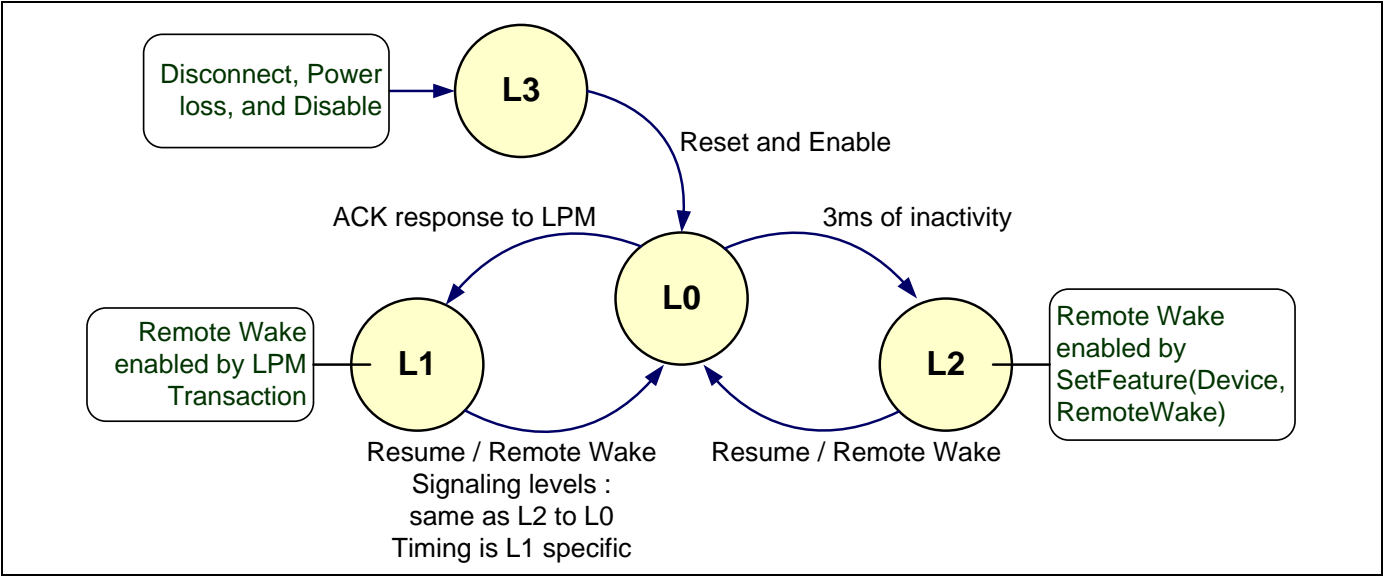 Disconnect, Power
loss, and Disable
L3
Reset and Enable
ACK response to LPM
3ms of inactivity
L0
Remote Wake
enabled by LPM
Transaction
L1
L2
Remote Wake
enabled by
SetFeature(Device,
RemoteWake)
Resume / Remote Wake
Signaling levels :
same as L2 to L0
Timing is L1 specific
Resume / Remote Wake